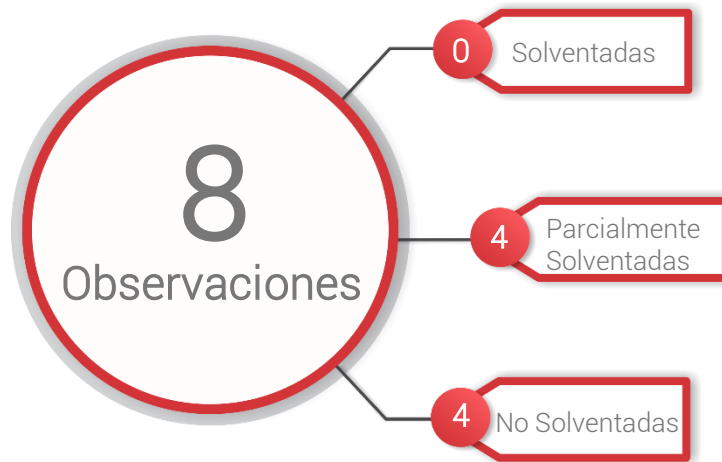 8
Observaciones
0
Solventadas
4
Parcialmente
Solventadas
4
No Solventadas